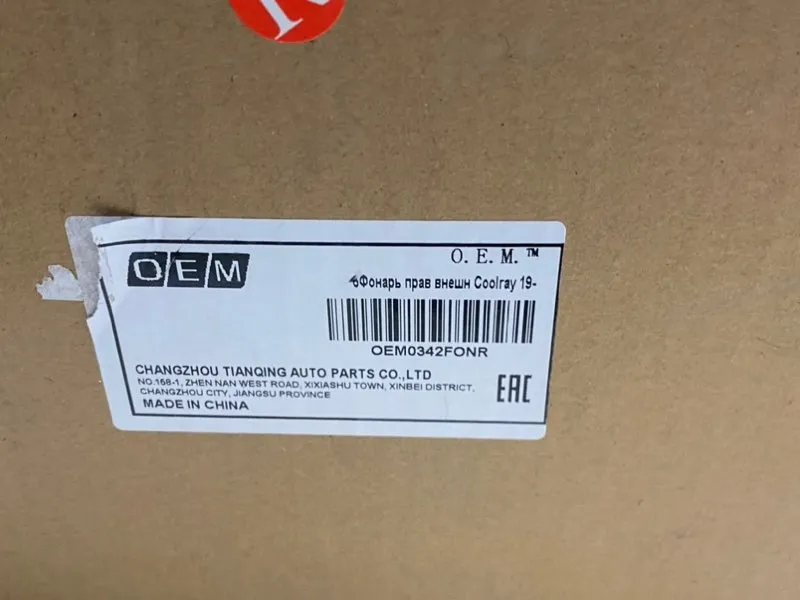 OEM
O. E. M.™
Фонарь прав внешн Coolray 19-
OEM0342FONR
CHANGZHOU TIANQING AUTO PARTS CO.,LTD
NO.168-1, ZHEN NAN WEST ROAD, XIXIASHU TOWN, XINBEI DISTRICT,
CHANGZHOU CITY, JIANGSU PROVINCE
MADE IN CHINA
EAC